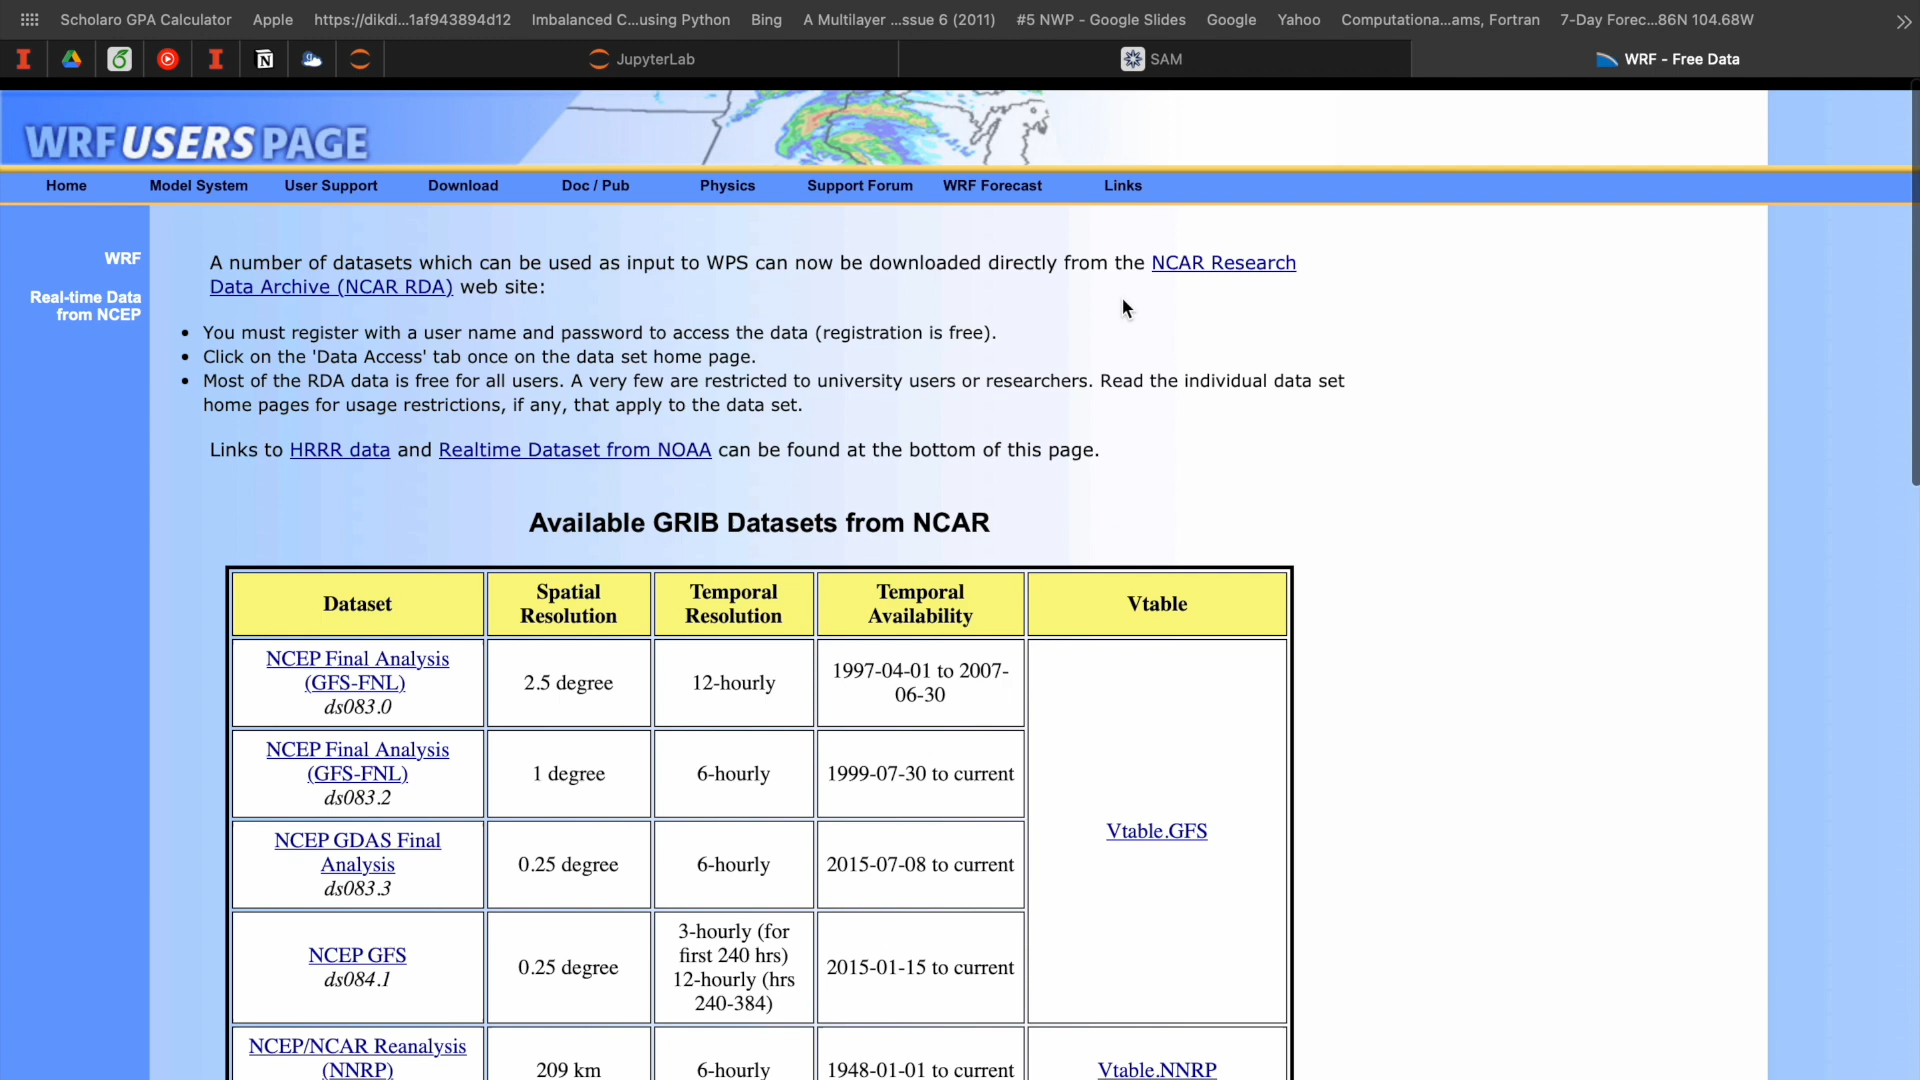 Scholaro GPA Calculator Apple https://dikdi...1af943894d12 Imbalanced C...using Python Bing A Multilayer ...ssue 6 (2011) #5 NWP - Google Slides Google Yahoo Computationa...ams, Fortran 7-Day Forec...86N 104.68W
JupyterLab SAM WRF - Free Data
WRF USERS PAGE
Home Model System User Support Download Doc / Pub Physics Support Forum WRF Forecast Links
WRF
Real-time Data
from NCEP
A number of datasets which can be used as input to WPS can now be downloaded directly from the NCAR Research
Data Archive (NCAR RDA) web site:
• You must register with a user name and password to access the data (registration is free).
• Click on the 'Data Access' tab once on the data set home page.
• Most of the RDA data is free for all users. A very few are restricted to university users or researchers. Read the individual data set
home pages for usage restrictions, if any, that apply to the data set.
Links to HRRR data and Realtime Dataset from NOAA can be found at the bottom of this page.
Available GRIB Datasets from NCAR
Dataset
Spatial
Resolution
Temporal
Resolution
Temporal
Availability
Vtable
NCEP Final Analysis
(GFS-FNL)
ds083.0
2.5 degree
12-hourly
1997-04-01 to 2007-
06-30
NCEP Final Analysis
(GFS-FNL)
ds083.2
1 degree
6-hourly
1999-07-30 to current
NCEP GDAS Final
Analysis
ds083.3
0.25 degree
6-hourly
2015-07-08 to current
Vtable.GFS
NCEP GFS
ds084.1
0.25 degree
3-hourly (for
first 240 hrs)
12-hourly (hrs
240-384)
2015-01-15 to current
NCEP/NCAR Reanalysis
(NNRP)
209 km
6-hourly
1948-01-01 to current
Vtable.NNRP